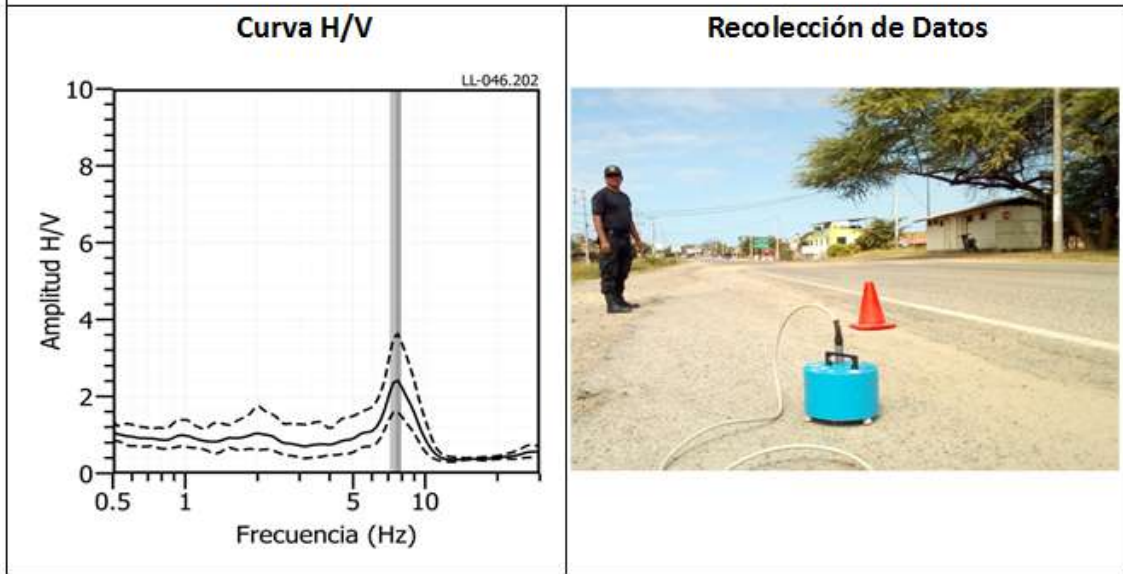 Curva H/V
Recolección de Datos
LL-046.202
10
8
6
4
2
0
Amplitud H/V
0.5
1
5
10
Frecuencia (Hz)